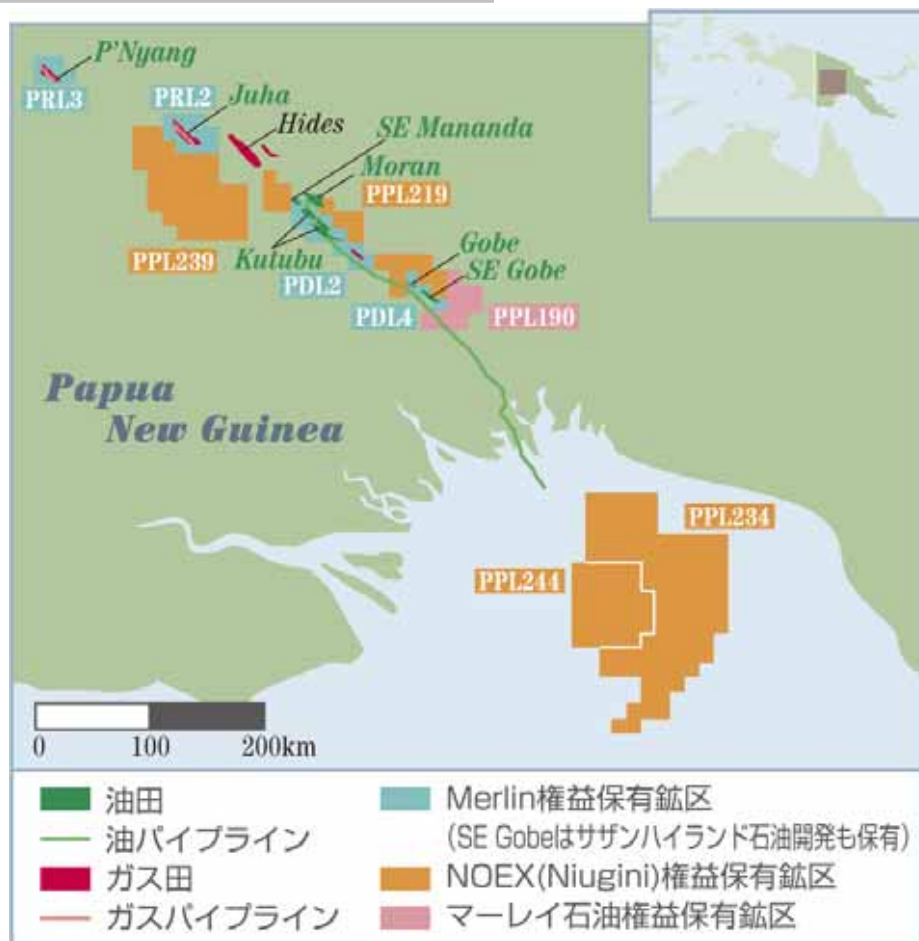 P'Nyang
PRL3
PRL2
Juha
Hides
SE Mananda
Moran
PPL219
PPL239
Kutubu
PDL2
Gobe
SE Gobe
PDL4
PPL190
Papua
New Guinea
PPL234
PPL244
0 100 200km
油田
油パイプライン
ガス田
ガスパイプライン
Merlin権益保有鉱区
(SE Gobeはサザンハイランド石油開発も保有)
NOEX(Niugini)権益保有鉱区
マーレイ石油権益保有鉱区